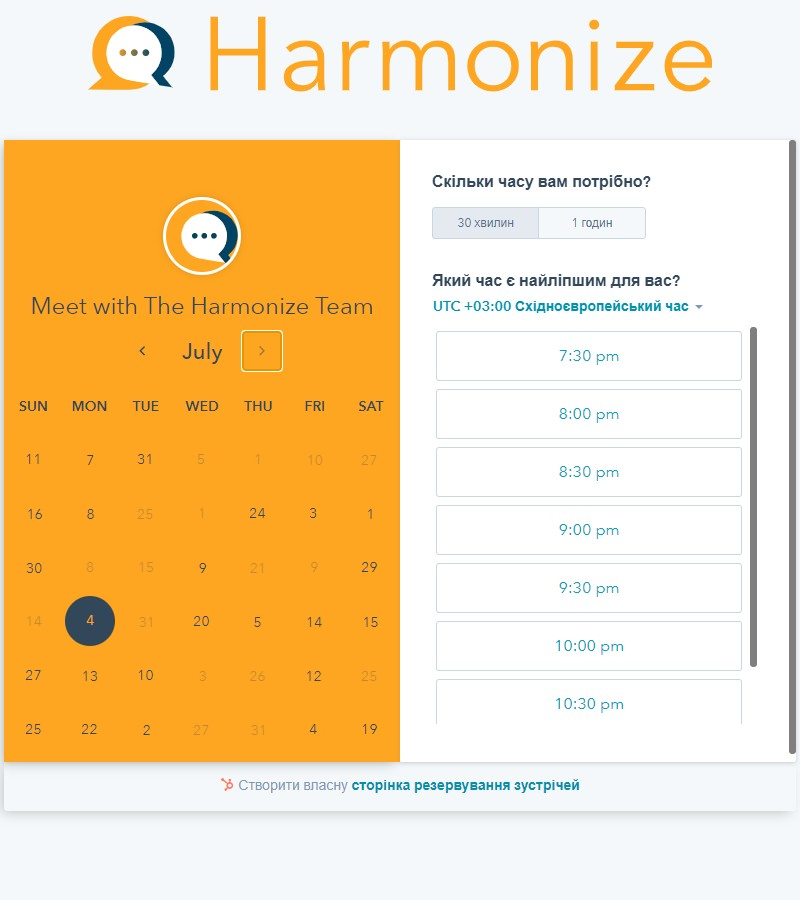 Harmonize
Meet with The Harmonize Team
July
SUN MON TUE WED THU FRI SAT
11 7 31 5 1 10 27
16 8 25 1 24 3 1
30 8 15 9 21 9 29
14 4 31 20 5 14 15
27 13 10 3 26 12 25
25 22 2 27 31 4 19
Скільки часу вам потрібно?
30 хвилин 1 годин
Який час є найліпшим для вас?
UTC +03:00 Східноєвропейський час
7:30 pm
8:00 pm
8:30 pm
9:00 pm
9:30 pm
10:00 pm
10:30 pm
Створити власну сторінка резервування зустрічей